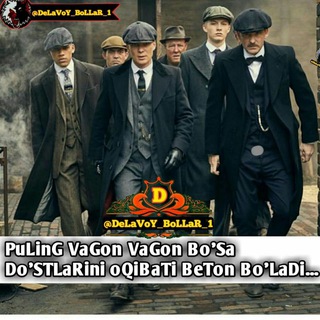 @DeLaVoY_BoLLaR_1
D
@DeLaVoY_BoLLaR_1
PuLinG VaGon VaGon Bo'Sa
Do'STLaRini oQiBaTi BeTon Bo'LaDi...